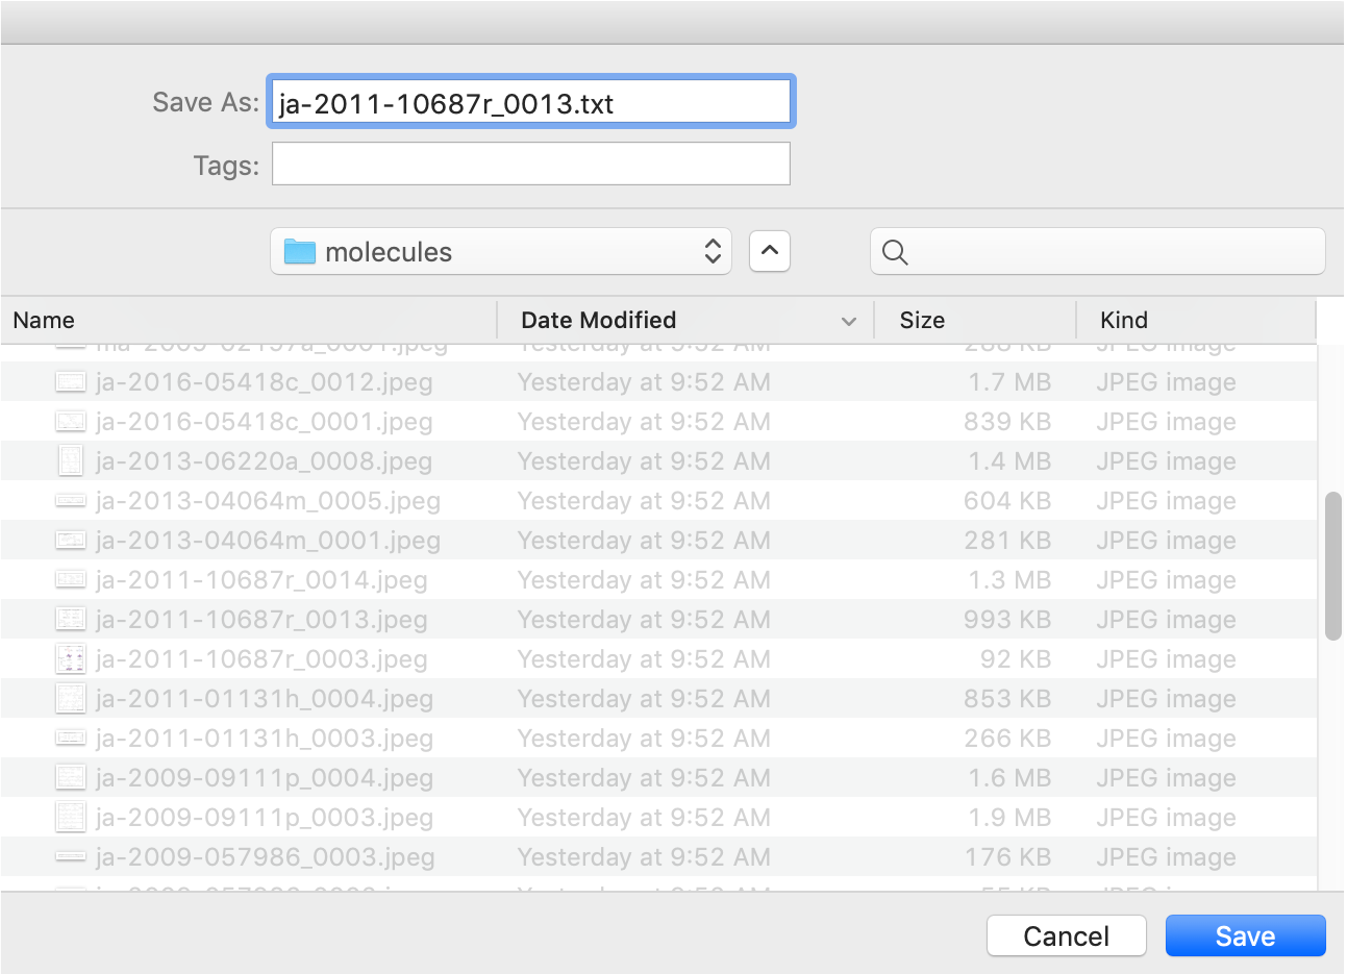 Save As: ja-2011-10687r_0013.txt
Tags:
molecules
Name Date Modified Size Kind
ja-2016-05418c_0012.jpeg Yesterday at 9:52 AM 1.7 MB JPEG image
ja-2016-05418c_0001.jpeg Yesterday at 9:52 AM 839 KB JPEG image
ja-2013-06220a_0008.jpeg Yesterday at 9:52 AM 1.4 MB JPEG image
ja-2013-04064m_0005.jpeg Yesterday at 9:52 AM 604 KB JPEG image
ja-2013-04064m_0001.jpeg Yesterday at 9:52 AM 281 KB JPEG image
ja-2011-10687r_0014.jpeg Yesterday at 9:52 AM 1.3 MB JPEG image
ja-2011-10687r_0013.jpeg Yesterday at 9:52 AM 993 KB JPEG image
ja-2011-10687r_0003.jpeg Yesterday at 9:52 AM 92 KB JPEG image
ja-2011-01131h_0004.jpeg Yesterday at 9:52 AM 853 KB JPEG image
ja-2011-01131h_0003.jpeg Yesterday at 9:52 AM 266 KB JPEG image
ja-2009-09111p_0004.jpeg Yesterday at 9:52 AM 1.6 MB JPEG image
ja-2009-09111p_0003.jpeg Yesterday at 9:52 AM 1.9 MB JPEG image
ja-2009-057986_0003.jpeg Yesterday at 9:52 AM 176 KB JPEG image
Cancel Save